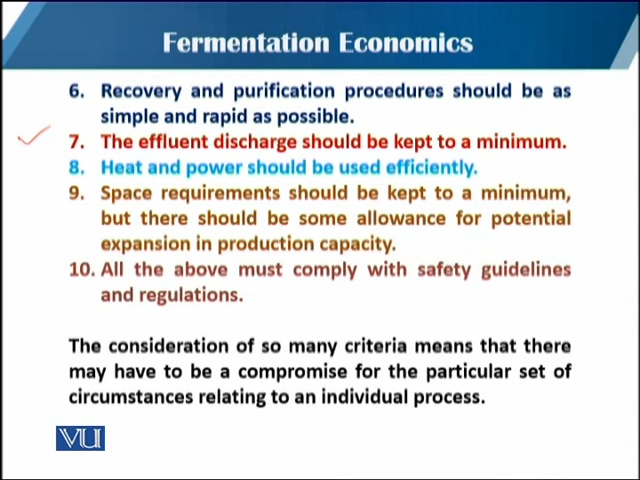 Fermentation Economics
6. Recovery and purification procedures should be as
simple and rapid as possible.
7. The effluent discharge should be kept to a minimum.
8. Heat and power should be used efficiently.
9. Space requirements should be kept to a minimum,
but there should be some allowance for potential
expansion in production capacity.
10. All the above must comply with safety guidelines
and regulations.
The consideration of so many criteria means that there
may have to be a compromise for the particular set of
circumstances relating to an individual process.
VU